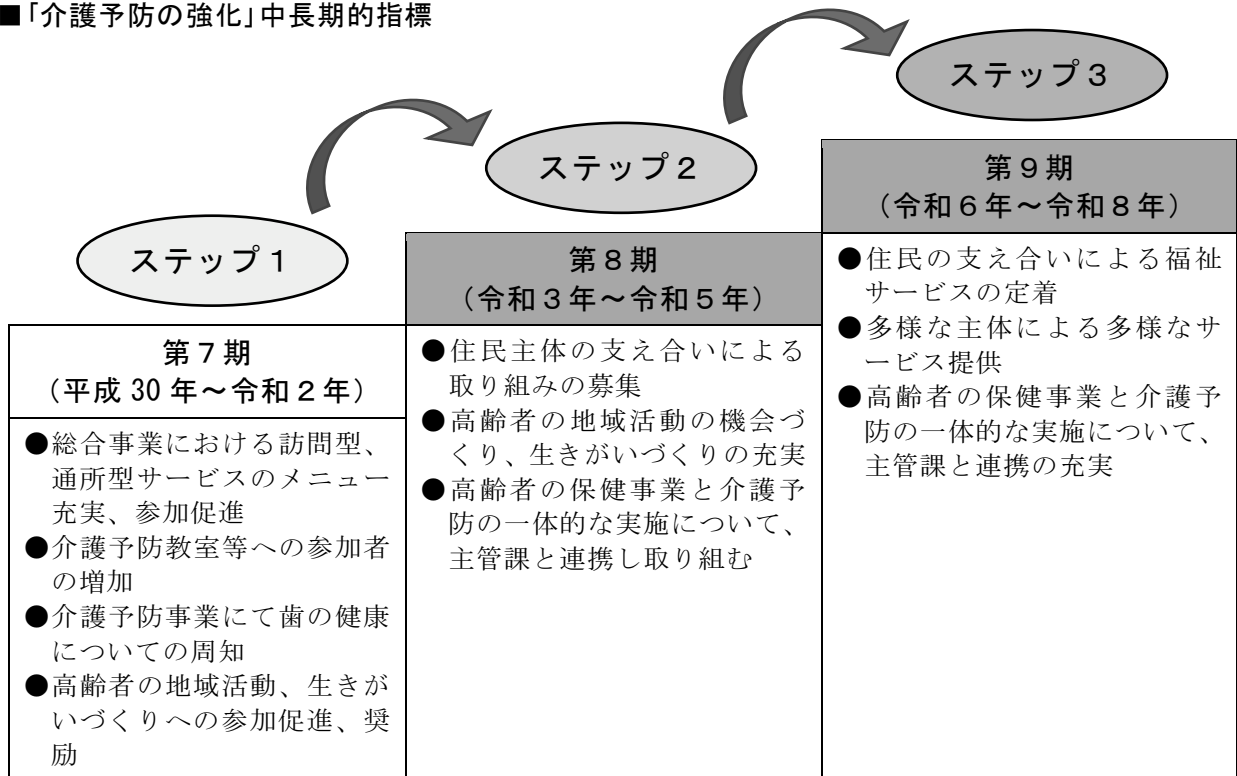 ■「介護予防の強化」中長期的指標
ステップ１
第７期
（平成 30 年～令和２年）
●総合事業における訪問型、
通所型サービスのメニュー
充実、参加促進
●介護予防教室等への参加者
の増加
●介護予防事業にて歯の健康
についての周知
●高齢者の地域活動、生きが
いづくりへの参加促進、奨
励
ステップ２
第８期
（令和３年～令和５年）
●住民主体の支え合いによる
取り組みの募集
●高齢者の地域活動の機会づ
くり、生きがいづくりの充実
●高齢者の保健事業と介護予
防の一体的な実施について、
主管課と連携し取り組む
ステップ３
第９期
（令和６年～令和８年）
●住民の支え合いによる福祉
サービスの定着
●多様な主体による多様なサ
ービス提供
●高齢者の保健事業と介護予
防の一体的な実施について、
主管課と連携の充実